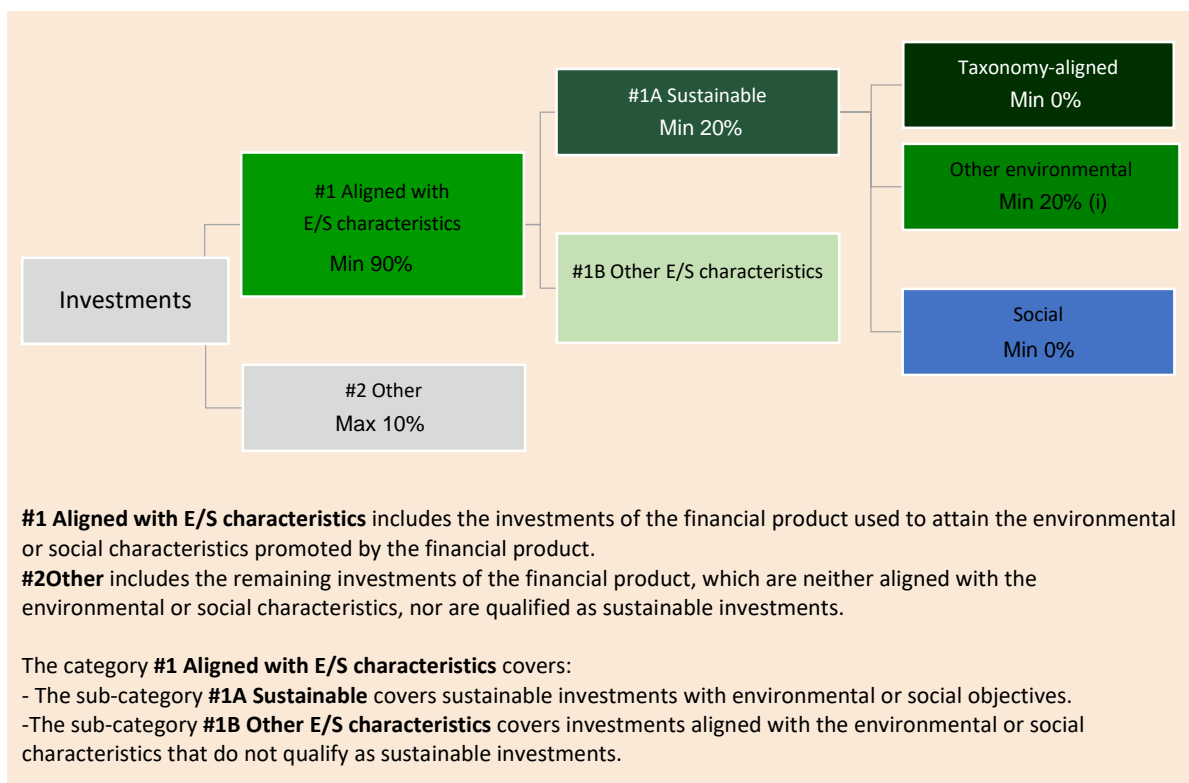 Investments
#1 Aligned with
E/S characteristics
Min 90%
#2 Other
Max 10%
#1A Sustainable
Min 20%
#1B Other E/S characteristics
Taxonomy-aligned
Min 0%
Other environmental
Min 20% (i)
Social
Min 0%
#1 Aligned with E/S characteristics includes the investments of the financial product used to attain the environmental
or social characteristics promoted by the financial product.
#2Other includes the remaining investments of the financial product, which are neither aligned with the
environmental or social characteristics, nor are qualified as sustainable investments.
The category #1 Aligned with E/S characteristics covers:
- The sub-category #1A Sustainable covers sustainable investments with environmental or social objectives.
-The sub-category #1B Other E/S characteristics covers investments aligned with the environmental or social
characteristics that do not qualify as sustainable investments.